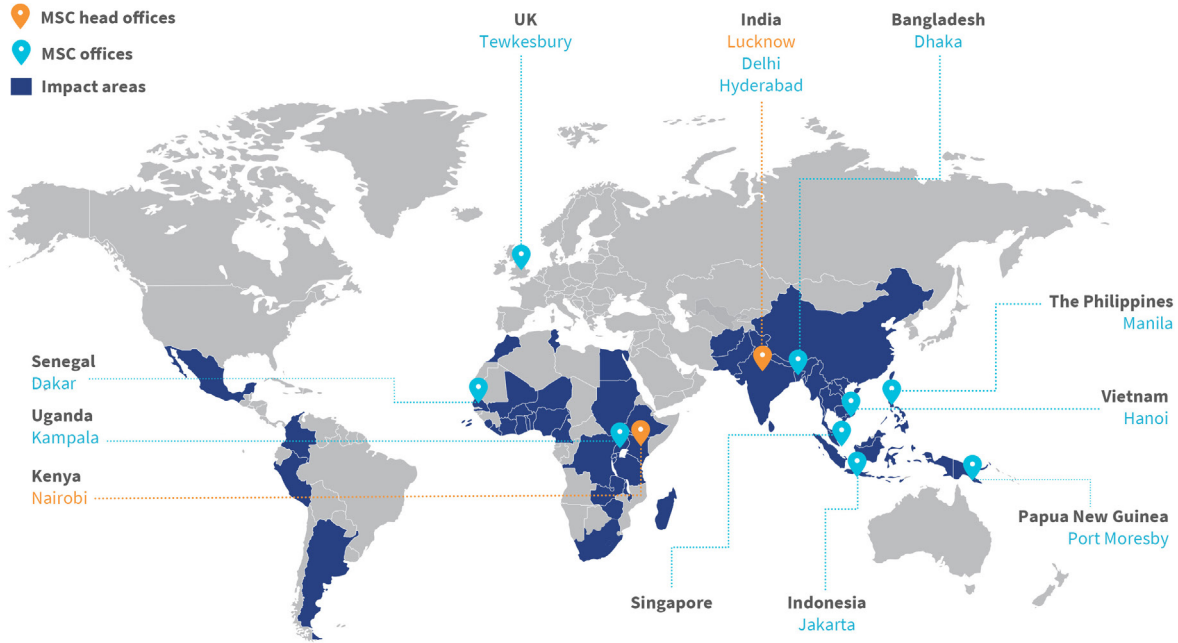 MSC head offices
MSC offices
Impact areas
UK
Tewkesbury
India
Lucknow
Delhi
Hyderabad
Bangladesh
Dhaka
The Philippines
Manila
Senegal
Dakar
Vietnam
Hanoi
Uganda
Kampala
Kenya
Nairobi
Papua New Guinea
Port Moresby
Singapore
Indonesia
Jakarta